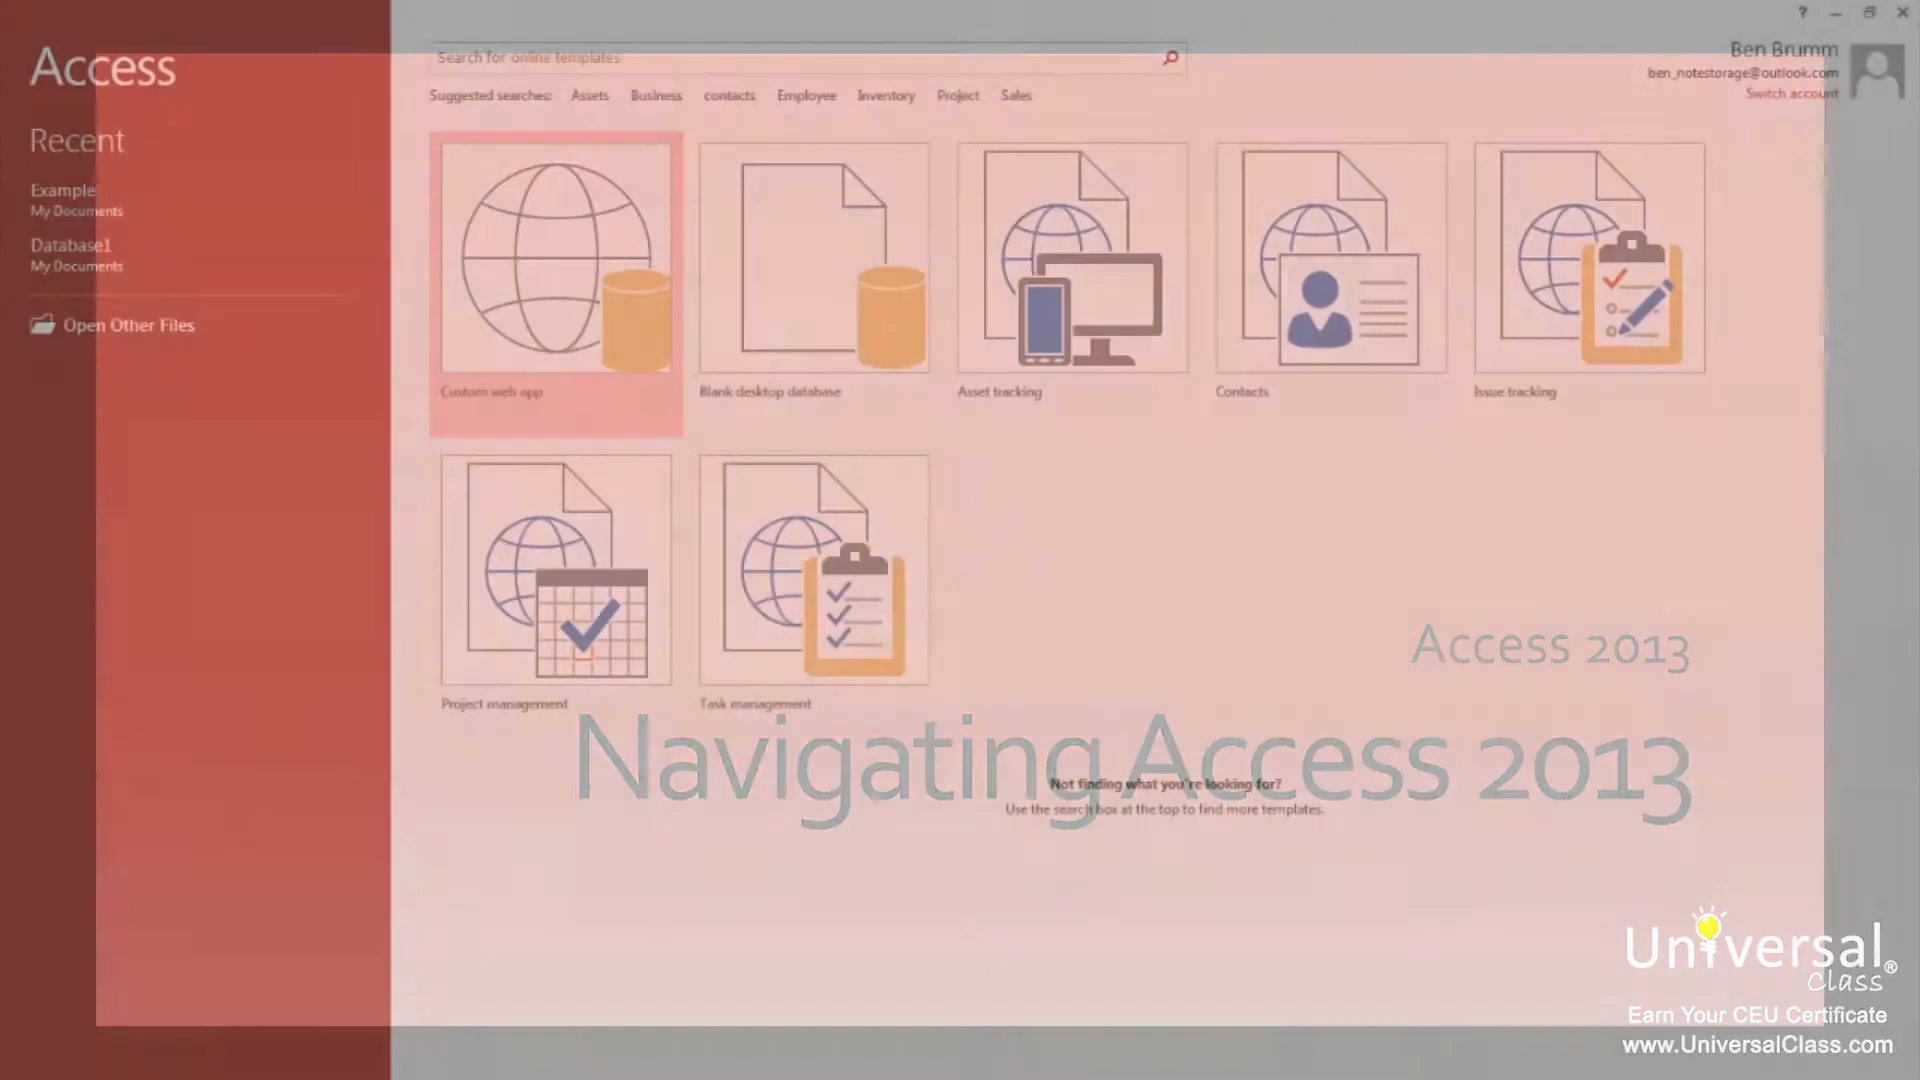 ?
Access
Search for online templates
Ben Brumm
ben_notestorage@outlook.com
Switch account
Suggested searches: Assets Business contacts Employee Inventory Project Sales
Recent
Example
My Documents
Database1
My Documents
Open Other Files
Custom web app
Blank desktop database
Asset tracking
Contacts
Issue tracking
Project management
Task management
Access 2013
Navigating Access 2013
Not finding what you're looking for?
Use the search box at the top to find more templates.
Universal®
Class
Earn Your CEU Certificate
www.UniversalClass.com